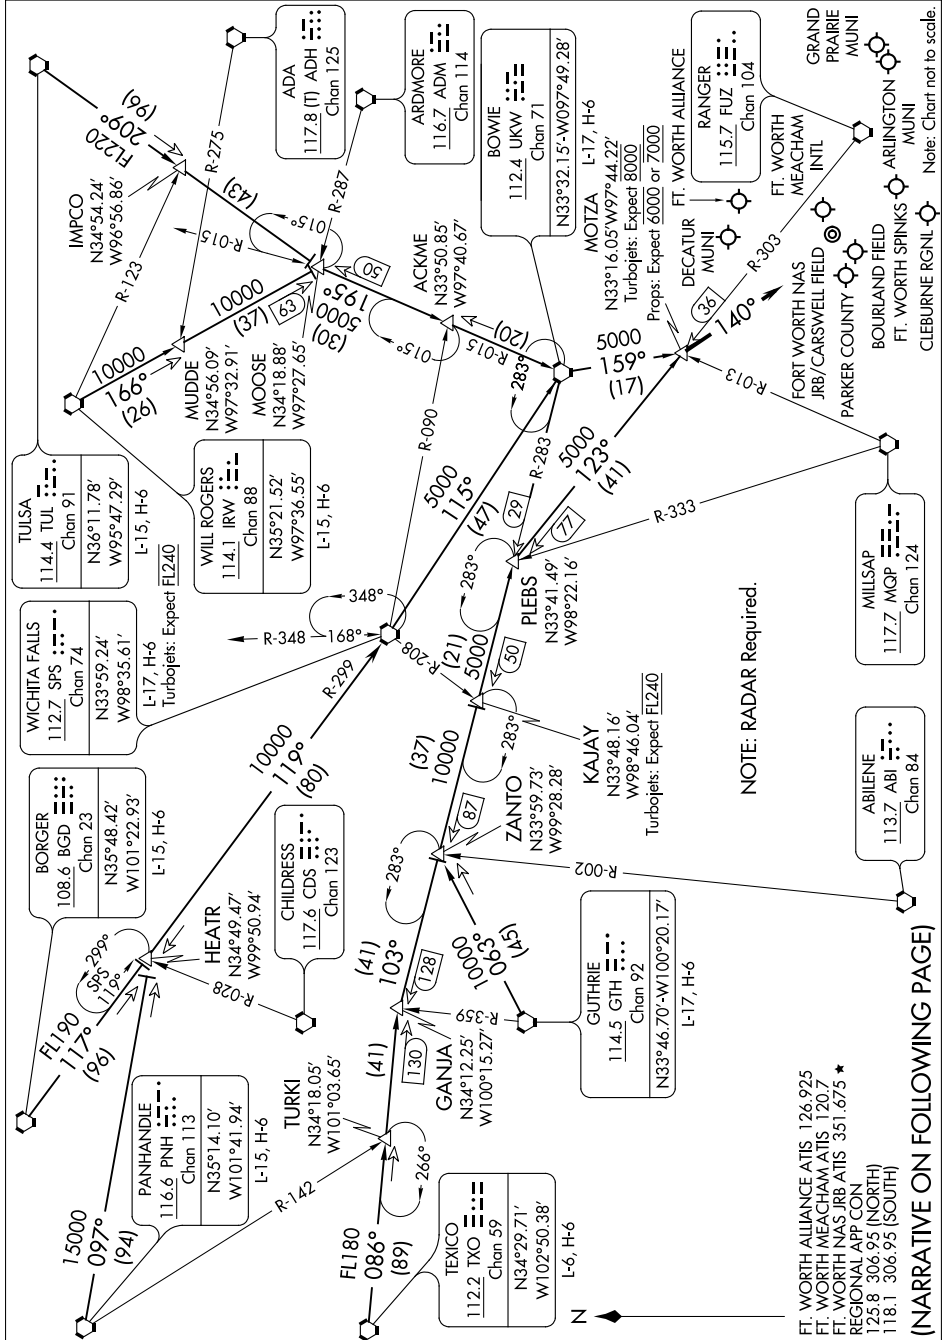 TULSA
114.4 TUL
Chan 91
N36°11.78′
W95°47.29′
L-15, H-6
Turbojets: Expect FL240
FL220
209°
(96)
IMPCO
N34°54.24′
W96°56.86′
R-123
R-275
ADA
117.8 (T) ADH
Chan 125
ARDMORE
116.7 ADM
Chan 114
R-287
(43)
R-015
015°
WILL ROGERS
114.1 IRW
Chan 88
N35°21.52′
W97°36.55′
L-15, H-6
10000
166°
(26)
MUDDE
N34°56.09′
W97°32.91′
10000
(37)
63
MOOSE
N34°18.88′
W97°27.65′
50
5000
195°
(30)
015°
ACKME
N33°50.85′
W97°40.67′
R-015
(20)
R-090
BOWIE
112.4 UKW
Chan 71
N33°32.15′-W097°49.28′
L-17, H-6
WICHITA FALLS
112.7 SPS
Chan 74
N33°59.24′
W98°35.61′
L-17, H-6
Turbojets: Expect FL240
R-348
348°
168°
R-299
R-208
5000
115°
(47)
283°
R-283
29
5000
159°
(17)
MOTZA
N33°16.05′W97°44.22′
Turbojets: Expect 8000
Props: Expect 6000 or 7000
36
140°
R-303
R-013
RANGER
115.7 FUZ
Chan 104
FT. WORTH ALLIANCE
DECATUR
MUNI
FT. WORTH
MEACHAM
INTL
GRAND
PRAIRIE
MUNI
FORT WORTH NAS
JRB/CARSWELL FIELD
PARKER COUNTY
ARLINGTON
MUNI
BOURLAND FIELD
FT. WORTH SPINKS
CLEBURNE RGNL
Note: Chart not to scale.
BORGER
108.6 BGD
Chan 23
N35°48.42′
W101°22.93′
L-15, H-6
FL190
117°
(96)
SPS
299°
119°
10000
119°
(80)
HEATR
N34°49.47′
W99°50.94′
R-028
CHILDRESS
117.6 CDS
Chan 123
PANHANDLE
116.6 PNH
Chan 113
N35°14.10′
W101°41.94′
L-15, H-6
15000
097°
(94)
R-142
TURKI
N34°18.05′
W101°03.65′
FL180
086°
(89)
266°
TEXICO
112.2 TXO
Chan 59
N34°29.71′
W102°50.38′
L-6, H-6
(41)
130
GANJA
N34°12.25′
W100°15.27′
128
(41)
103°
283°
R-359
GUTHRIE
114.5 GTH
Chan 92
N33°46.70′-W100°20.17′
L-17, H-6
10000
063°
(45)
87
ZANTO
N33°59.73′
W99°28.28′
(37)
10000
283°
KAJAY
N33°48.16′
W98°46.04′
Turbojets: Expect FL240
50
(21)
5000
283°
PLEBS
N33°41.49′
W98°22.16′
77
5000
123°
(41)
R-333
MILLSAP
117.7 MQP
Chan 124
R-002
ABILENE
113.7 ABI
Chan 84
NOTE: RADAR Required.
N
FT. WORTH ALLIANCE ATIS 126.925
FT. WORTH MEACHAM ATIS 120.7
FT. WORTH NAS JRB ATIS 351.675 ★
REGIONAL APP CON
125.8 306.95 (NORTH)
118.1 306.95 (SOUTH)
(NARRATIVE ON FOLLOWING PAGE)